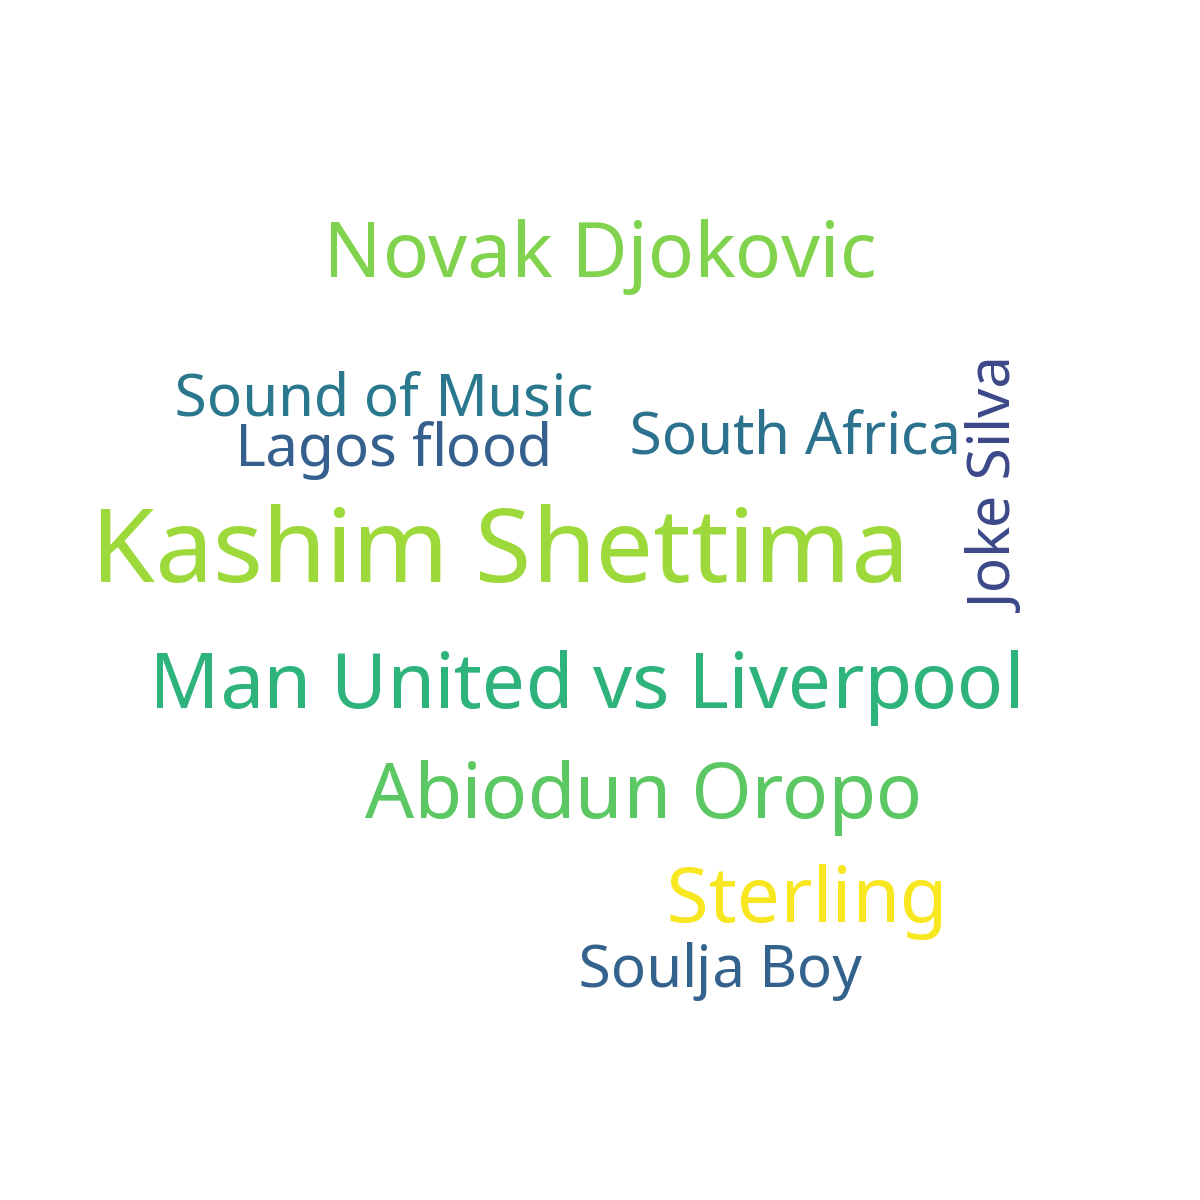 Novak Djokovic
Sound of Music
Lagos flood
South Africa
Joke Silva
Kashim Shettima
Man United vs Liverpool
Abiodun Oropo
Sterling
Soulja Boy